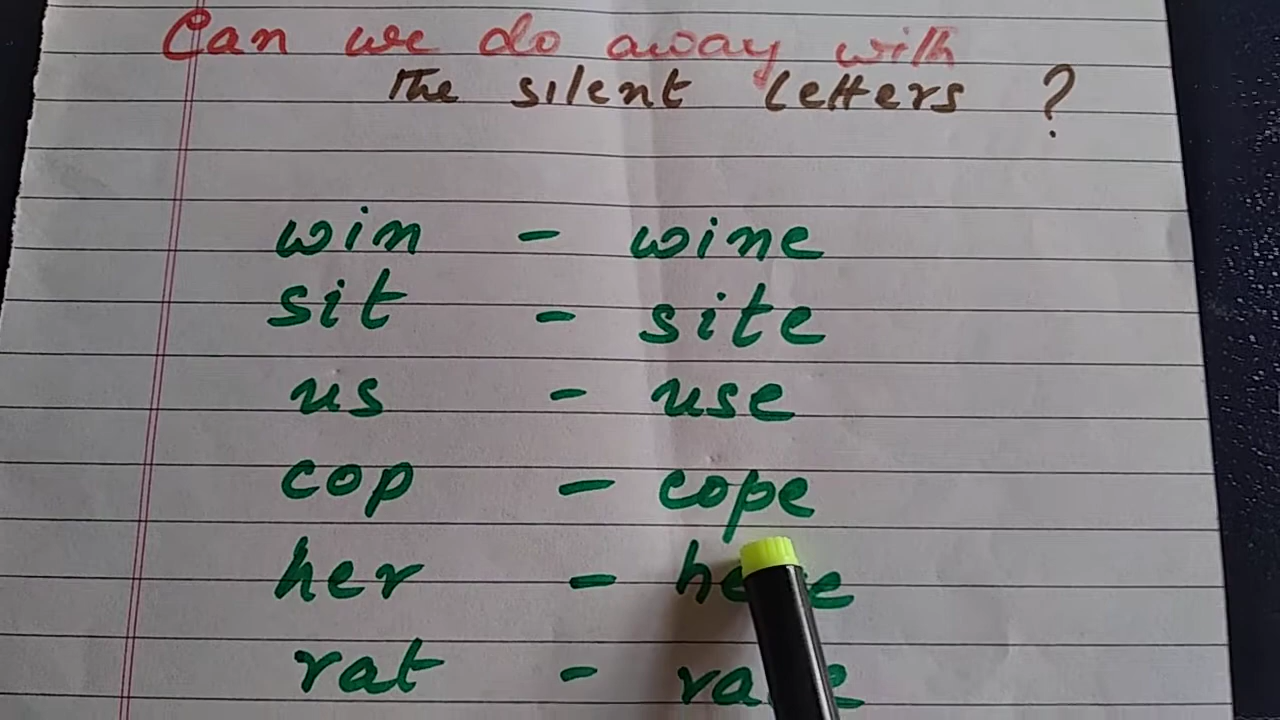 Can we do away with
The silent letters ?
win - wine
sit - site
us - use
cop - cope
her -
rat -